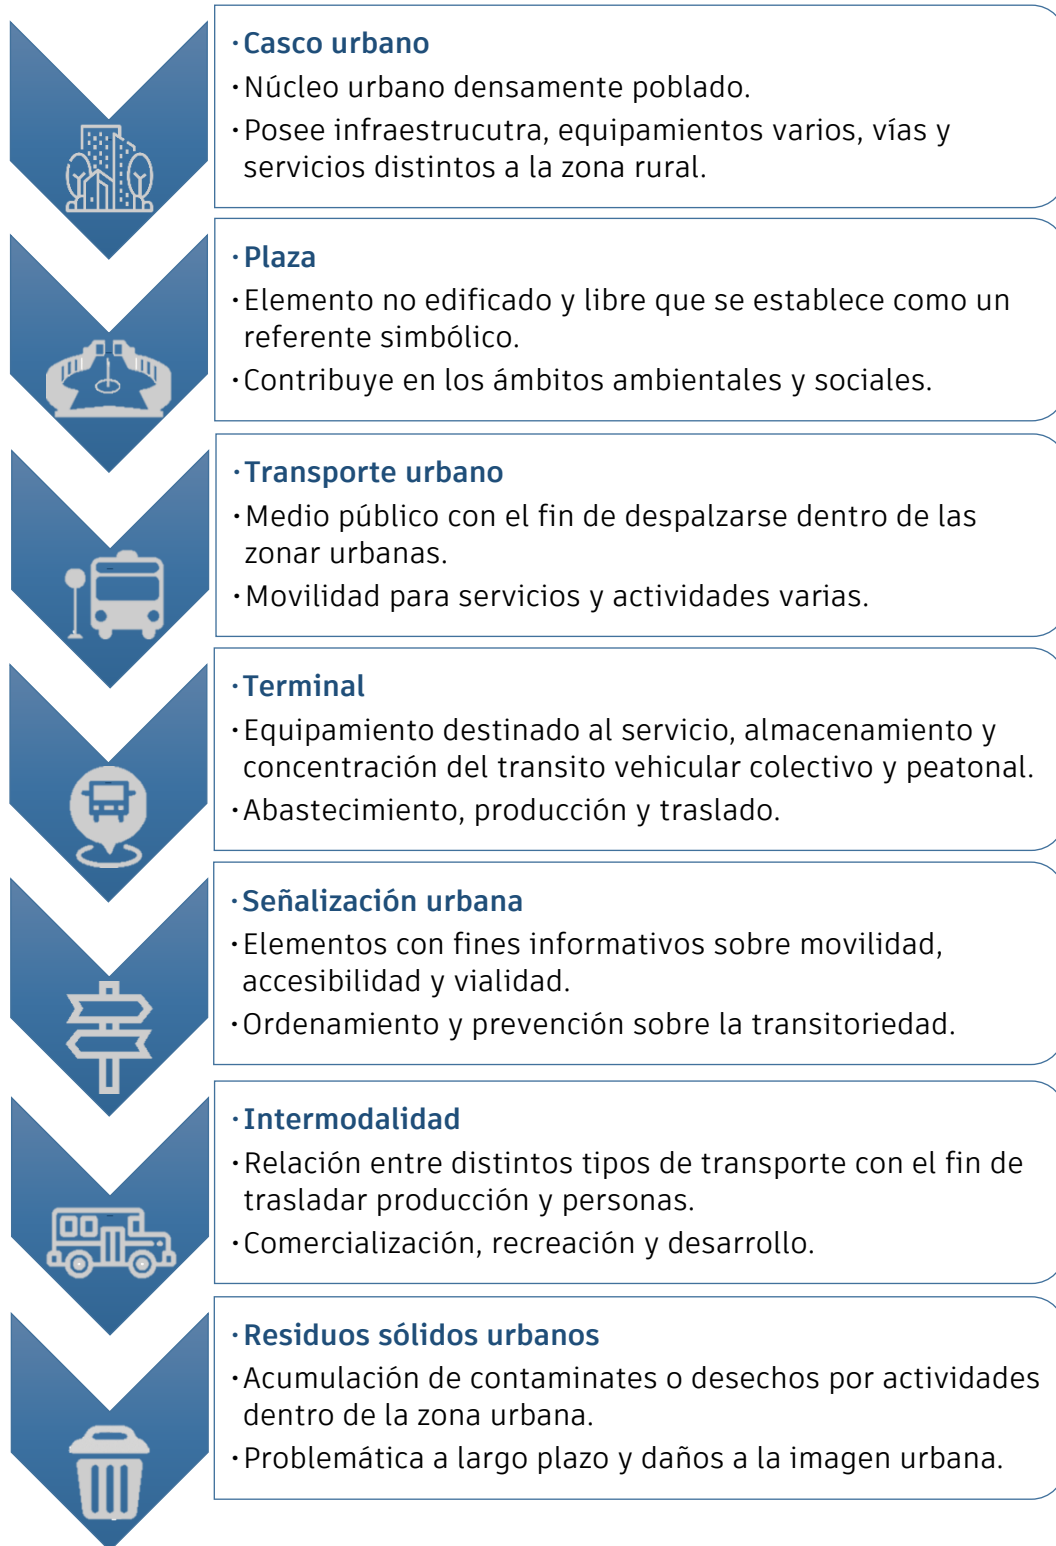 ·Casco urbano
·Núcleo urbano densamente poblado.
·Posee infraestrucutra, equipamientos varios, vías y
servicios distintos a la zona rural.
·Plaza
·Elemento no edificado y libre que se establece como un
referente simbólico.
·Contribuye en los ámbitos ambientales y sociales.
·Transporte urbano
·Medio público con el fin de despalzarse dentro de las
zonar urbanas.
·Movilidad para servicios y actividades varias.
·Terminal
·Equipamiento destinado al servicio, almacenamiento y
concentración del transito vehicular colectivo y peatonal.
·Abastecimiento, producción y traslado.
·Señalización urbana
·Elementos con fines informativos sobre movilidad,
accesibilidad y vialidad.
·Ordenamiento y prevención sobre la transitoriedad.
·Intermodalidad
·Relación entre distintos tipos de transporte con el fin de
trasladar producción y personas.
·Comercialización, recreación y desarrollo.
·Residuos sólidos urbanos
·Acumulación de contaminates o desechos por actividades
dentro de la zona urbana.
·Problemática a largo plazo y daños a la imagen urbana.